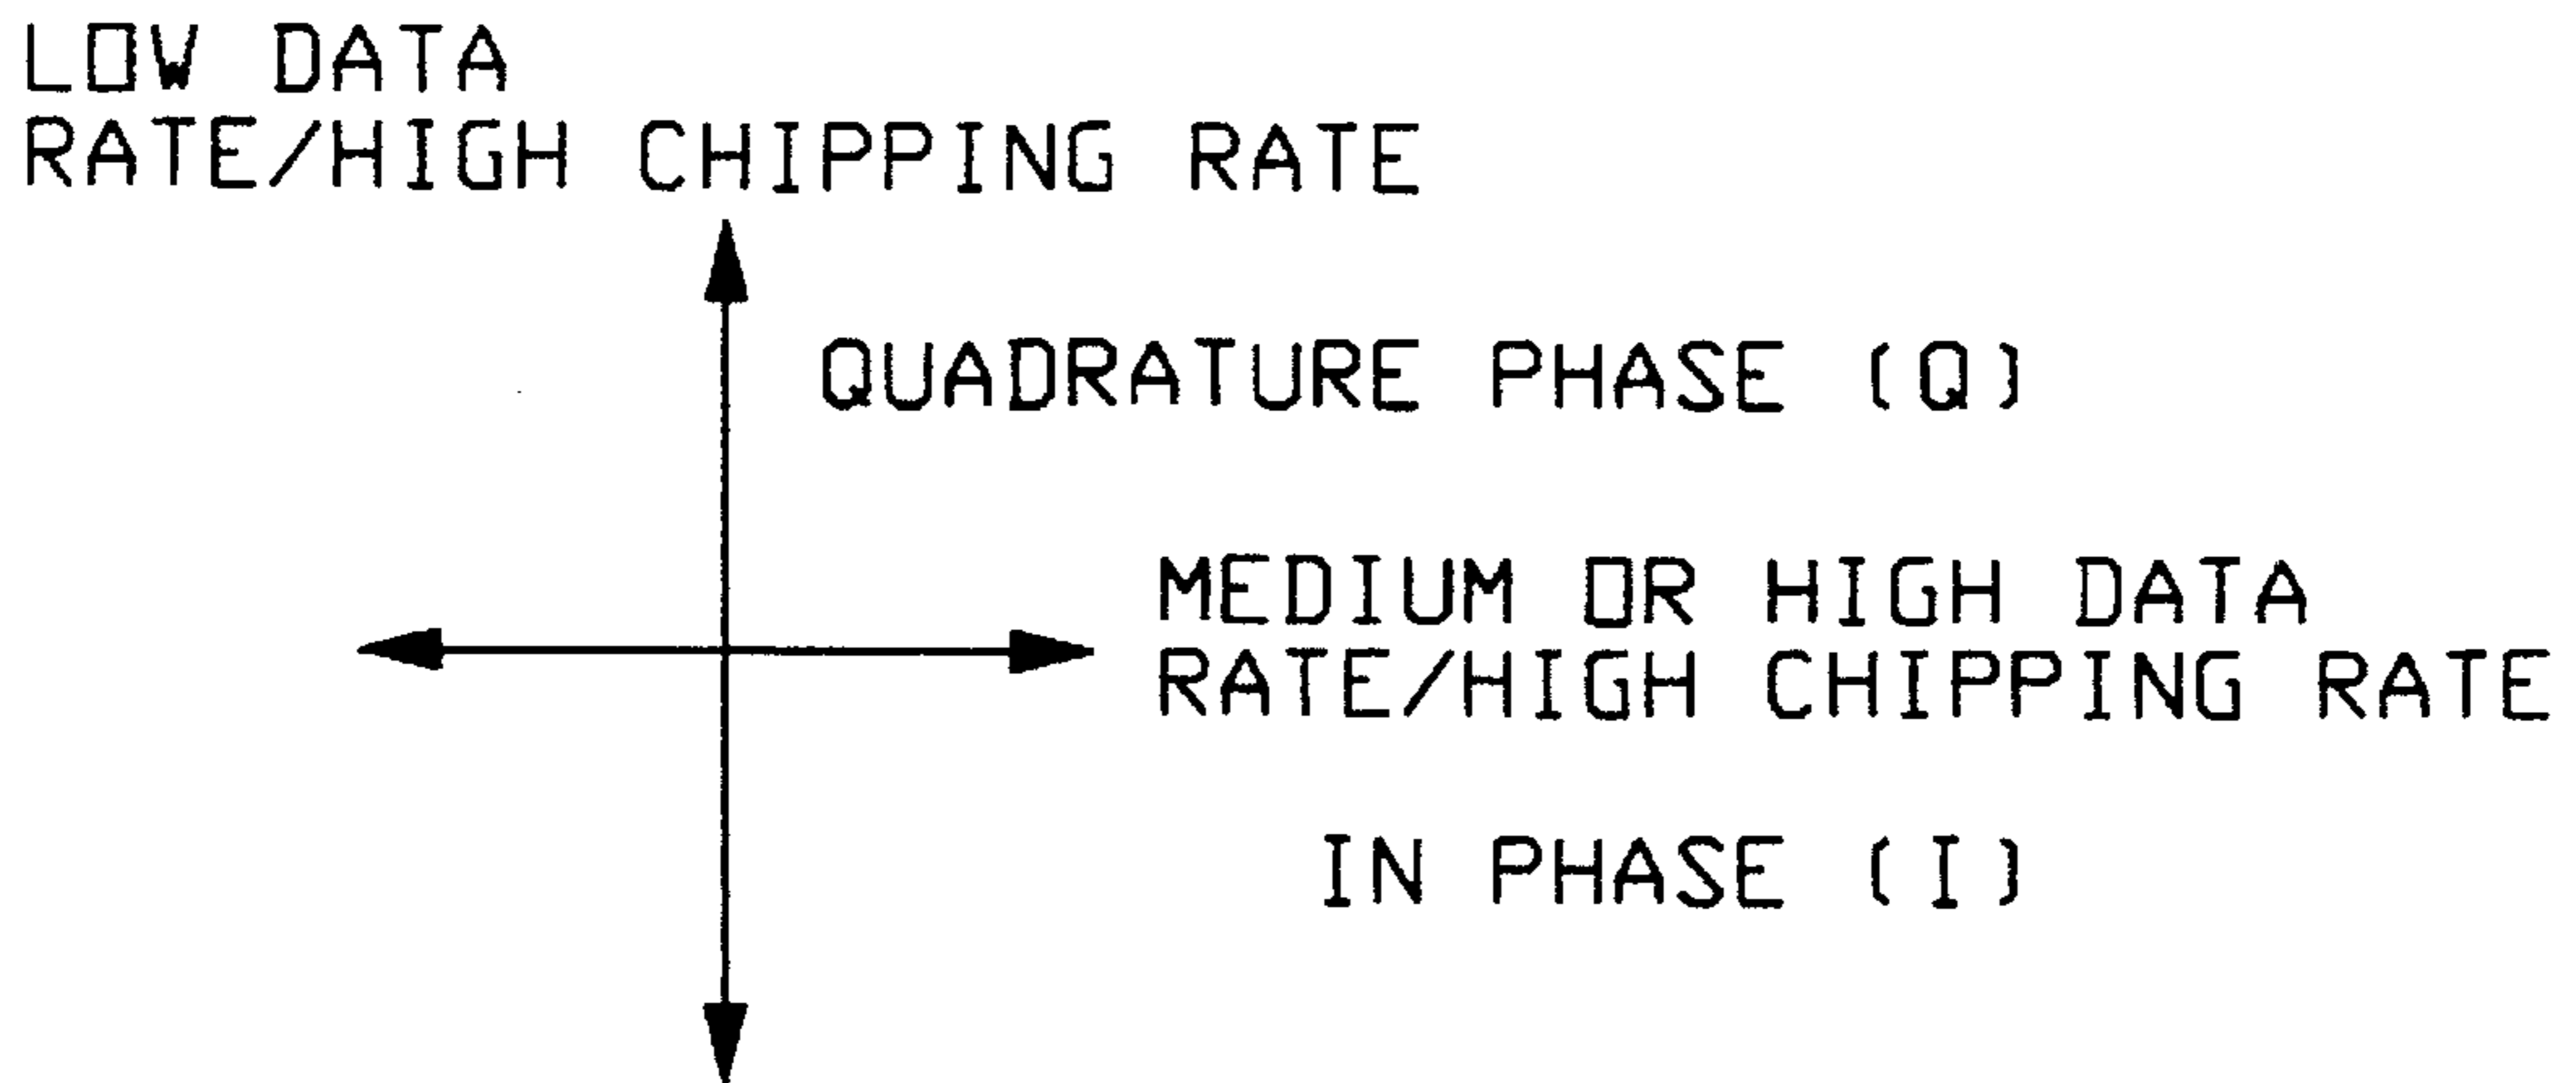 LOW DATA
RATE/HIGH CHIPPING RATE
QUADRATURE PHASE (Q)
MEDIUM OR HIGH DATA
RATE/HIGH CHIPPING RATE
IN PHASE (I)